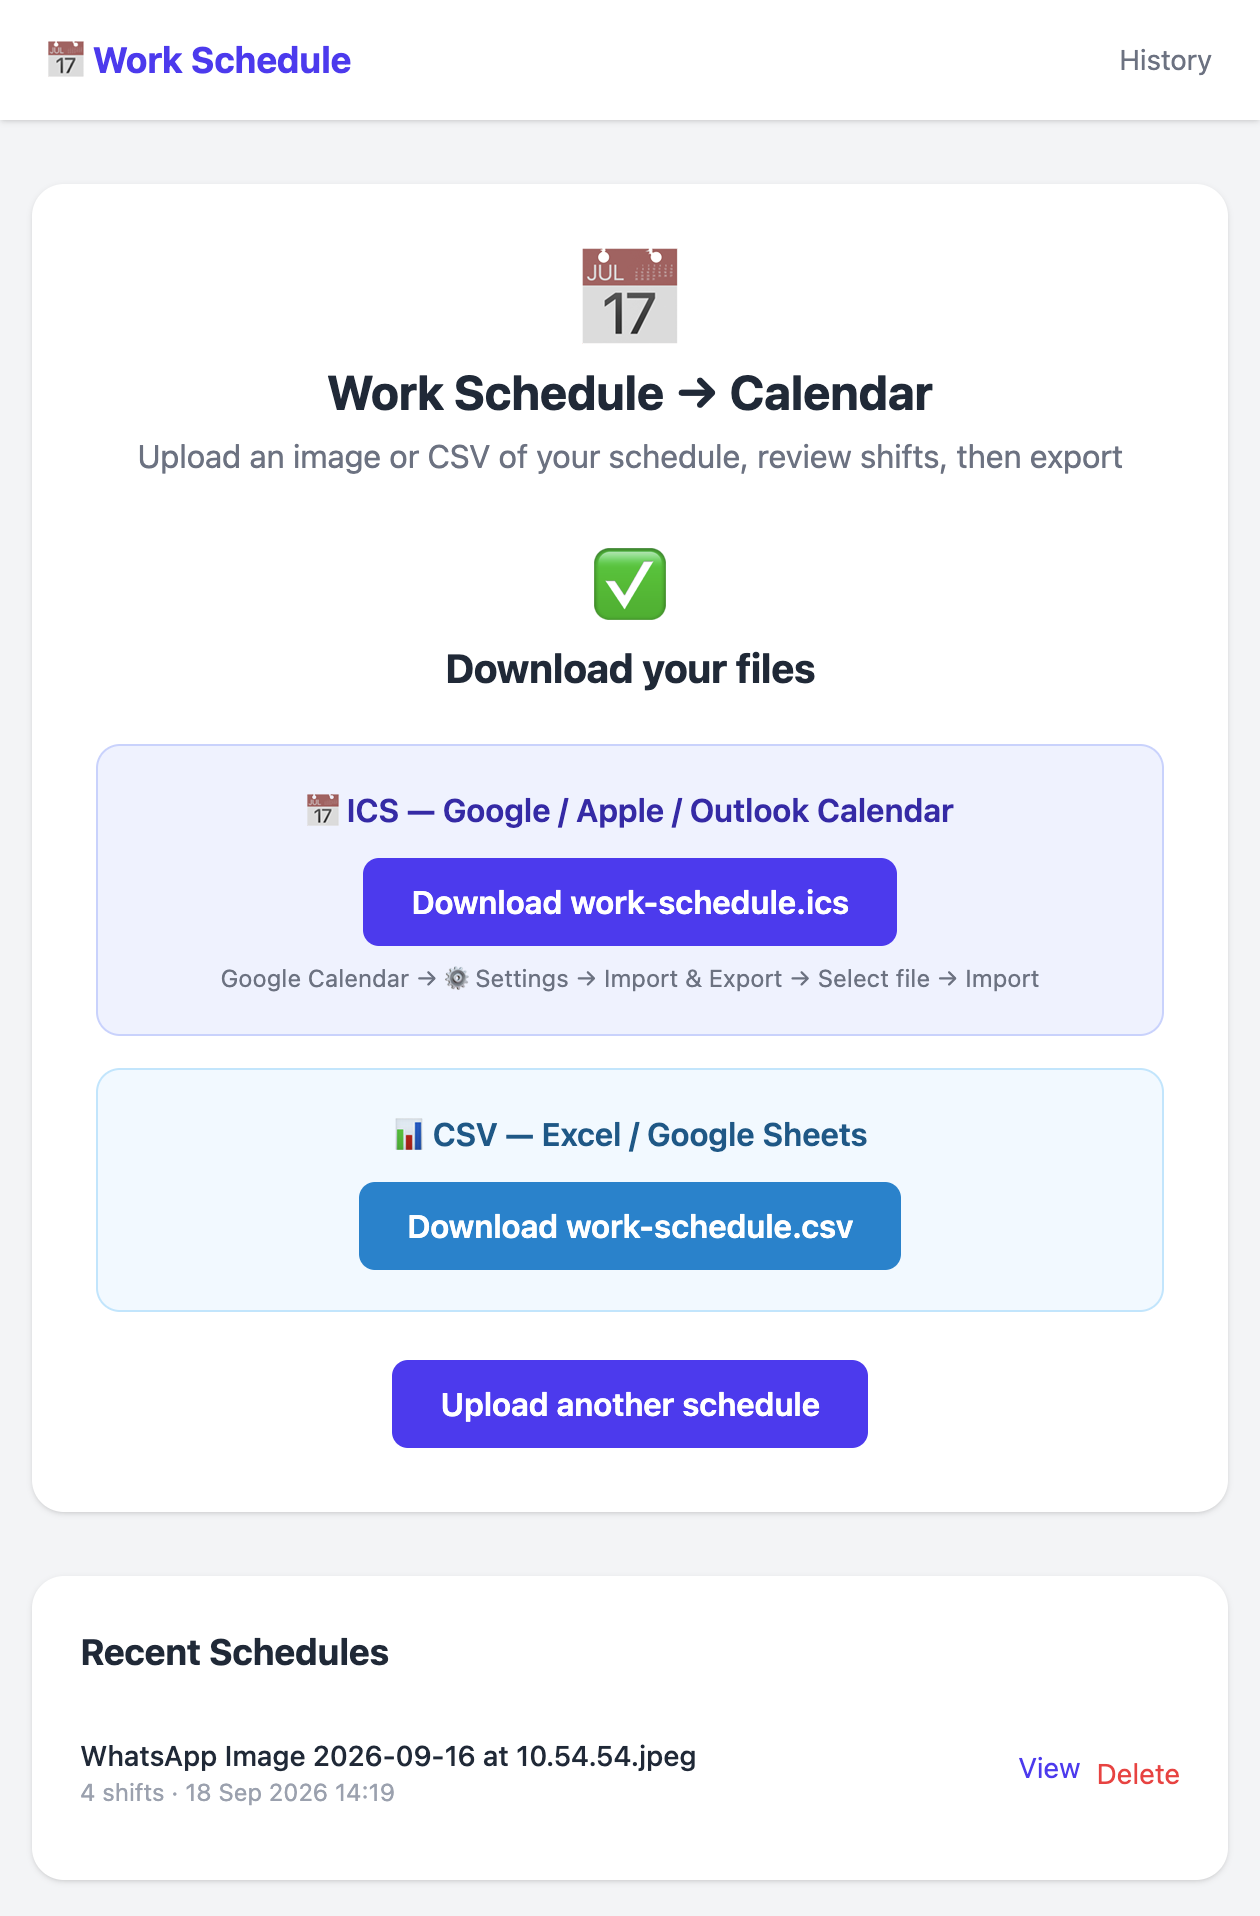 Work Schedule
History
JUL
17
Work Schedule → Calendar
Upload an image or CSV of your schedule, review shifts, then export
Download your files
ICS — Google / Apple / Outlook Calendar
Download work-schedule.ics
Google Calendar → ⚙️ Settings → Import & Export → Select file → Import
CSV — Excel / Google Sheets
Download work-schedule.csv
Upload another schedule
Recent Schedules
WhatsApp Image 2026-09-16 at 10.54.54.jpeg
4 shifts · 18 Sep 2026 14:19
View Delete